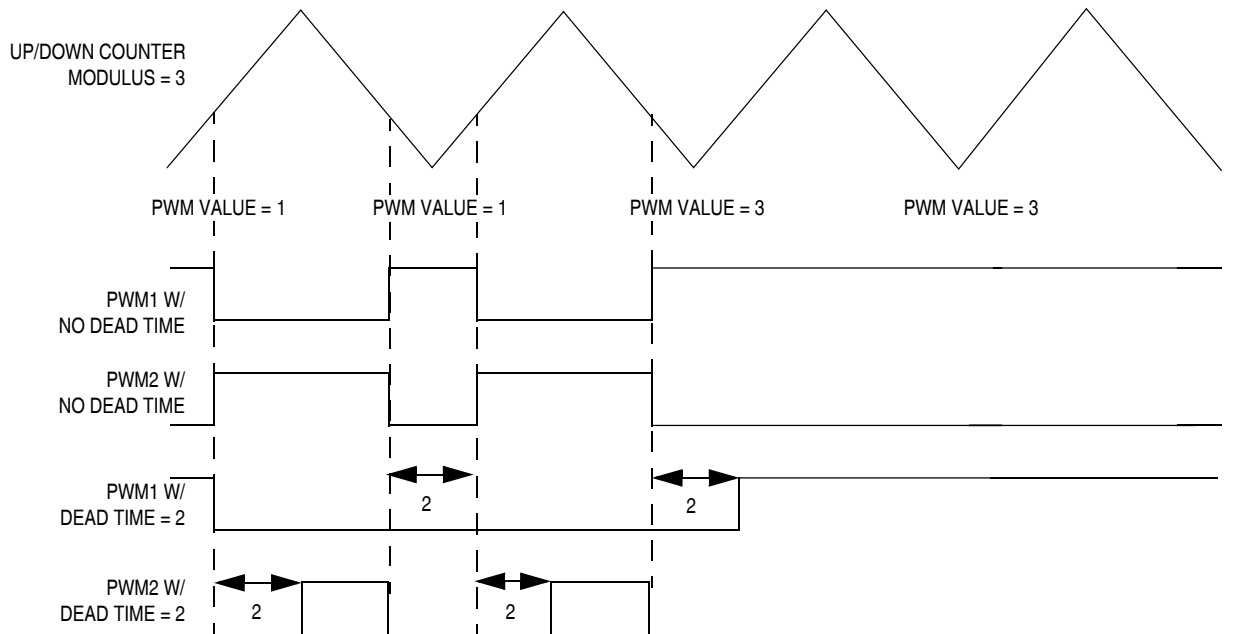 UP/DOWN COUNTER
MODULUS = 3
PWM VALUE = 1
PWM VALUE = 1
PWM VALUE = 3
PWM VALUE = 3
PWM1 W/
NO DEAD TIME
PWM2 W/
NO DEAD TIME
PWM1 W/
DEAD TIME = 2
2
2
PWM2 W/
DEAD TIME = 2
2
2